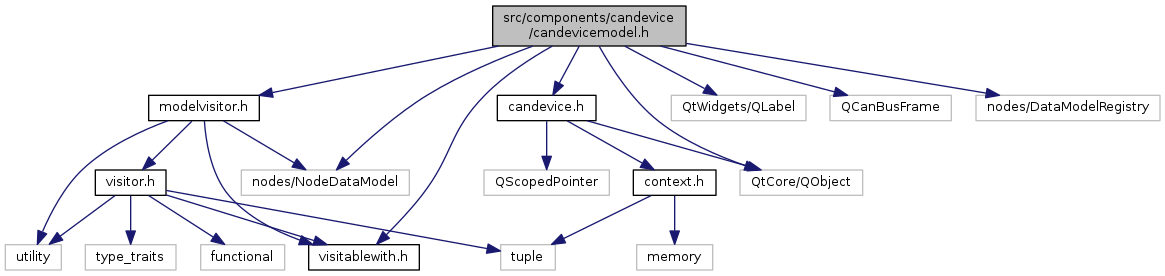 src/components/candevice
/candevicemodel.h
modelvisitor.h
candevice.h
QtWidgets/QLabel
QCanBusFrame
nodes/DataModelRegistry
visitor.h
nodes/NodeDataModel
QScopedPointer
context.h
QtCore/QObject
utility
type_traits
functional
visitablewith.h
tuple
memory